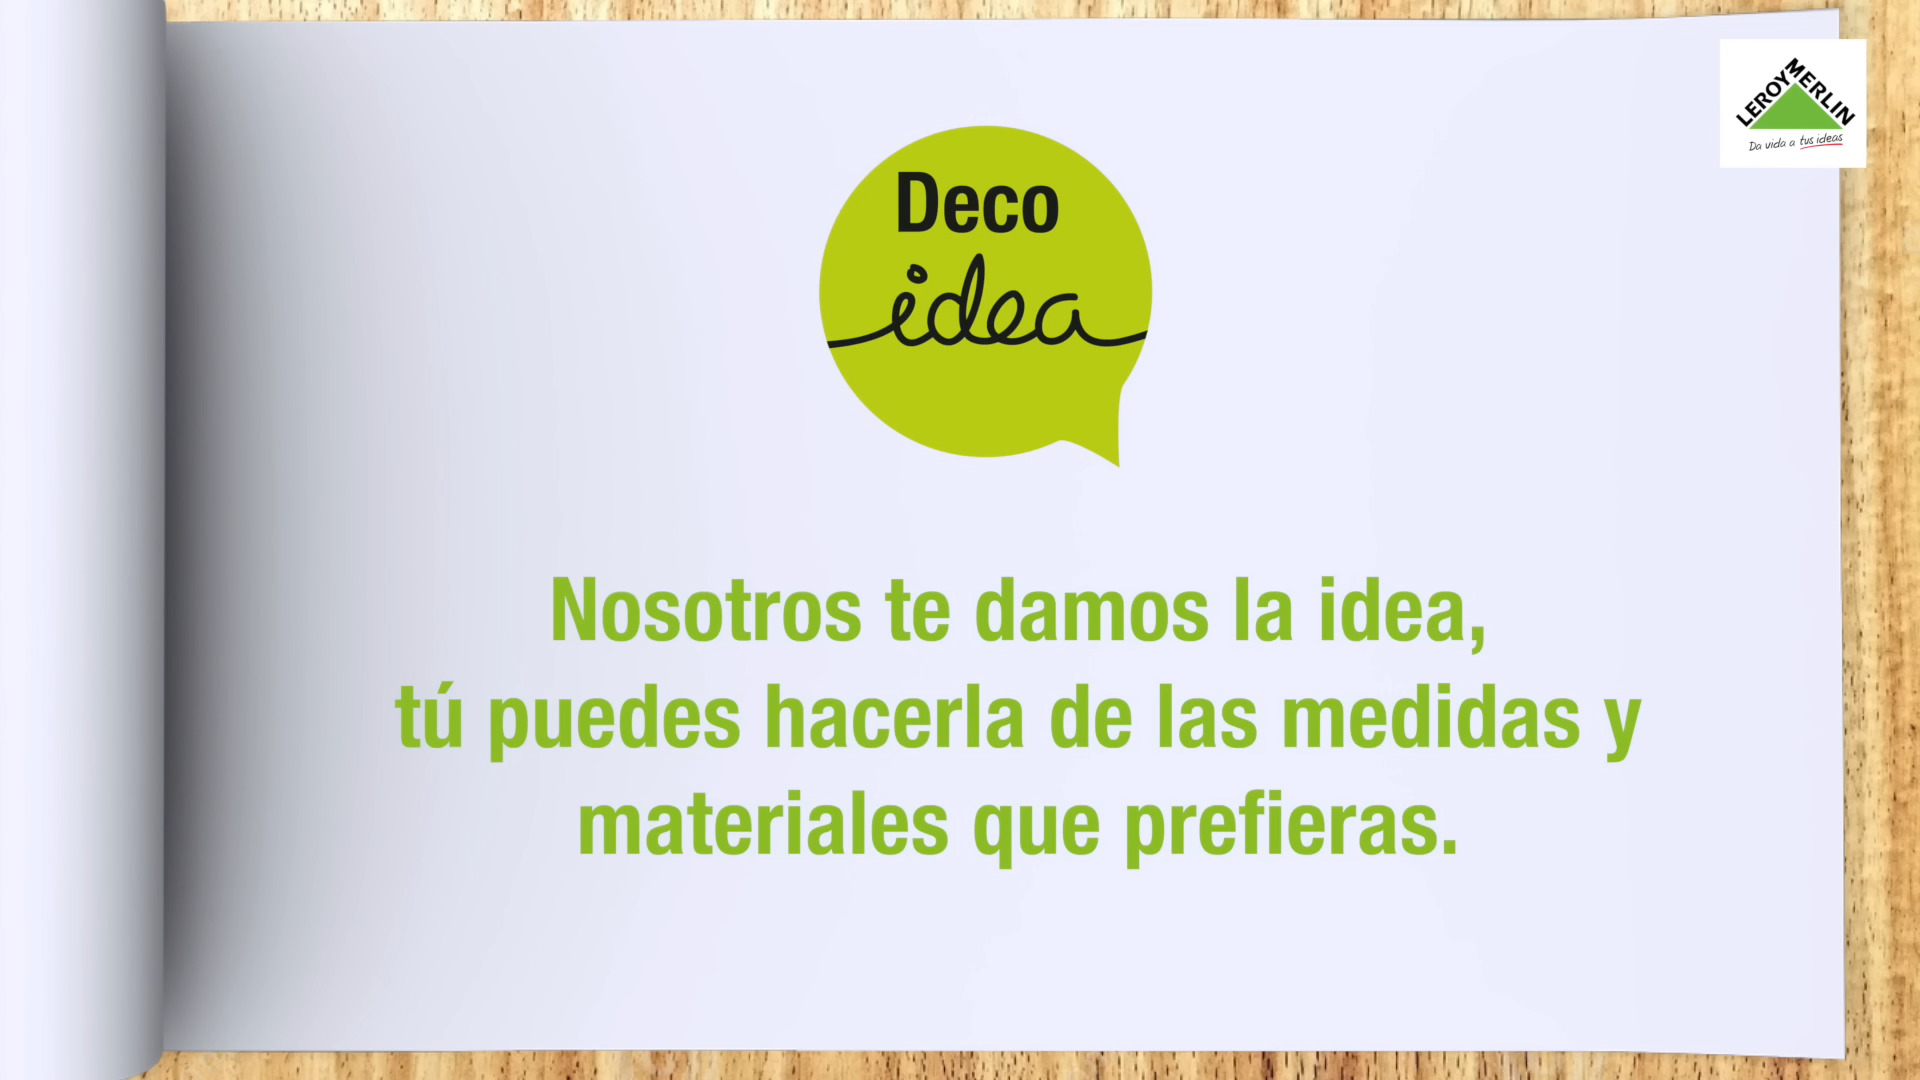 LEROY MERLIN
Da vida a tus ideas
Deco
idea
Nosotros te damos la idea,
tú puedes hacerla de las medidas y
materiales que prefieras.